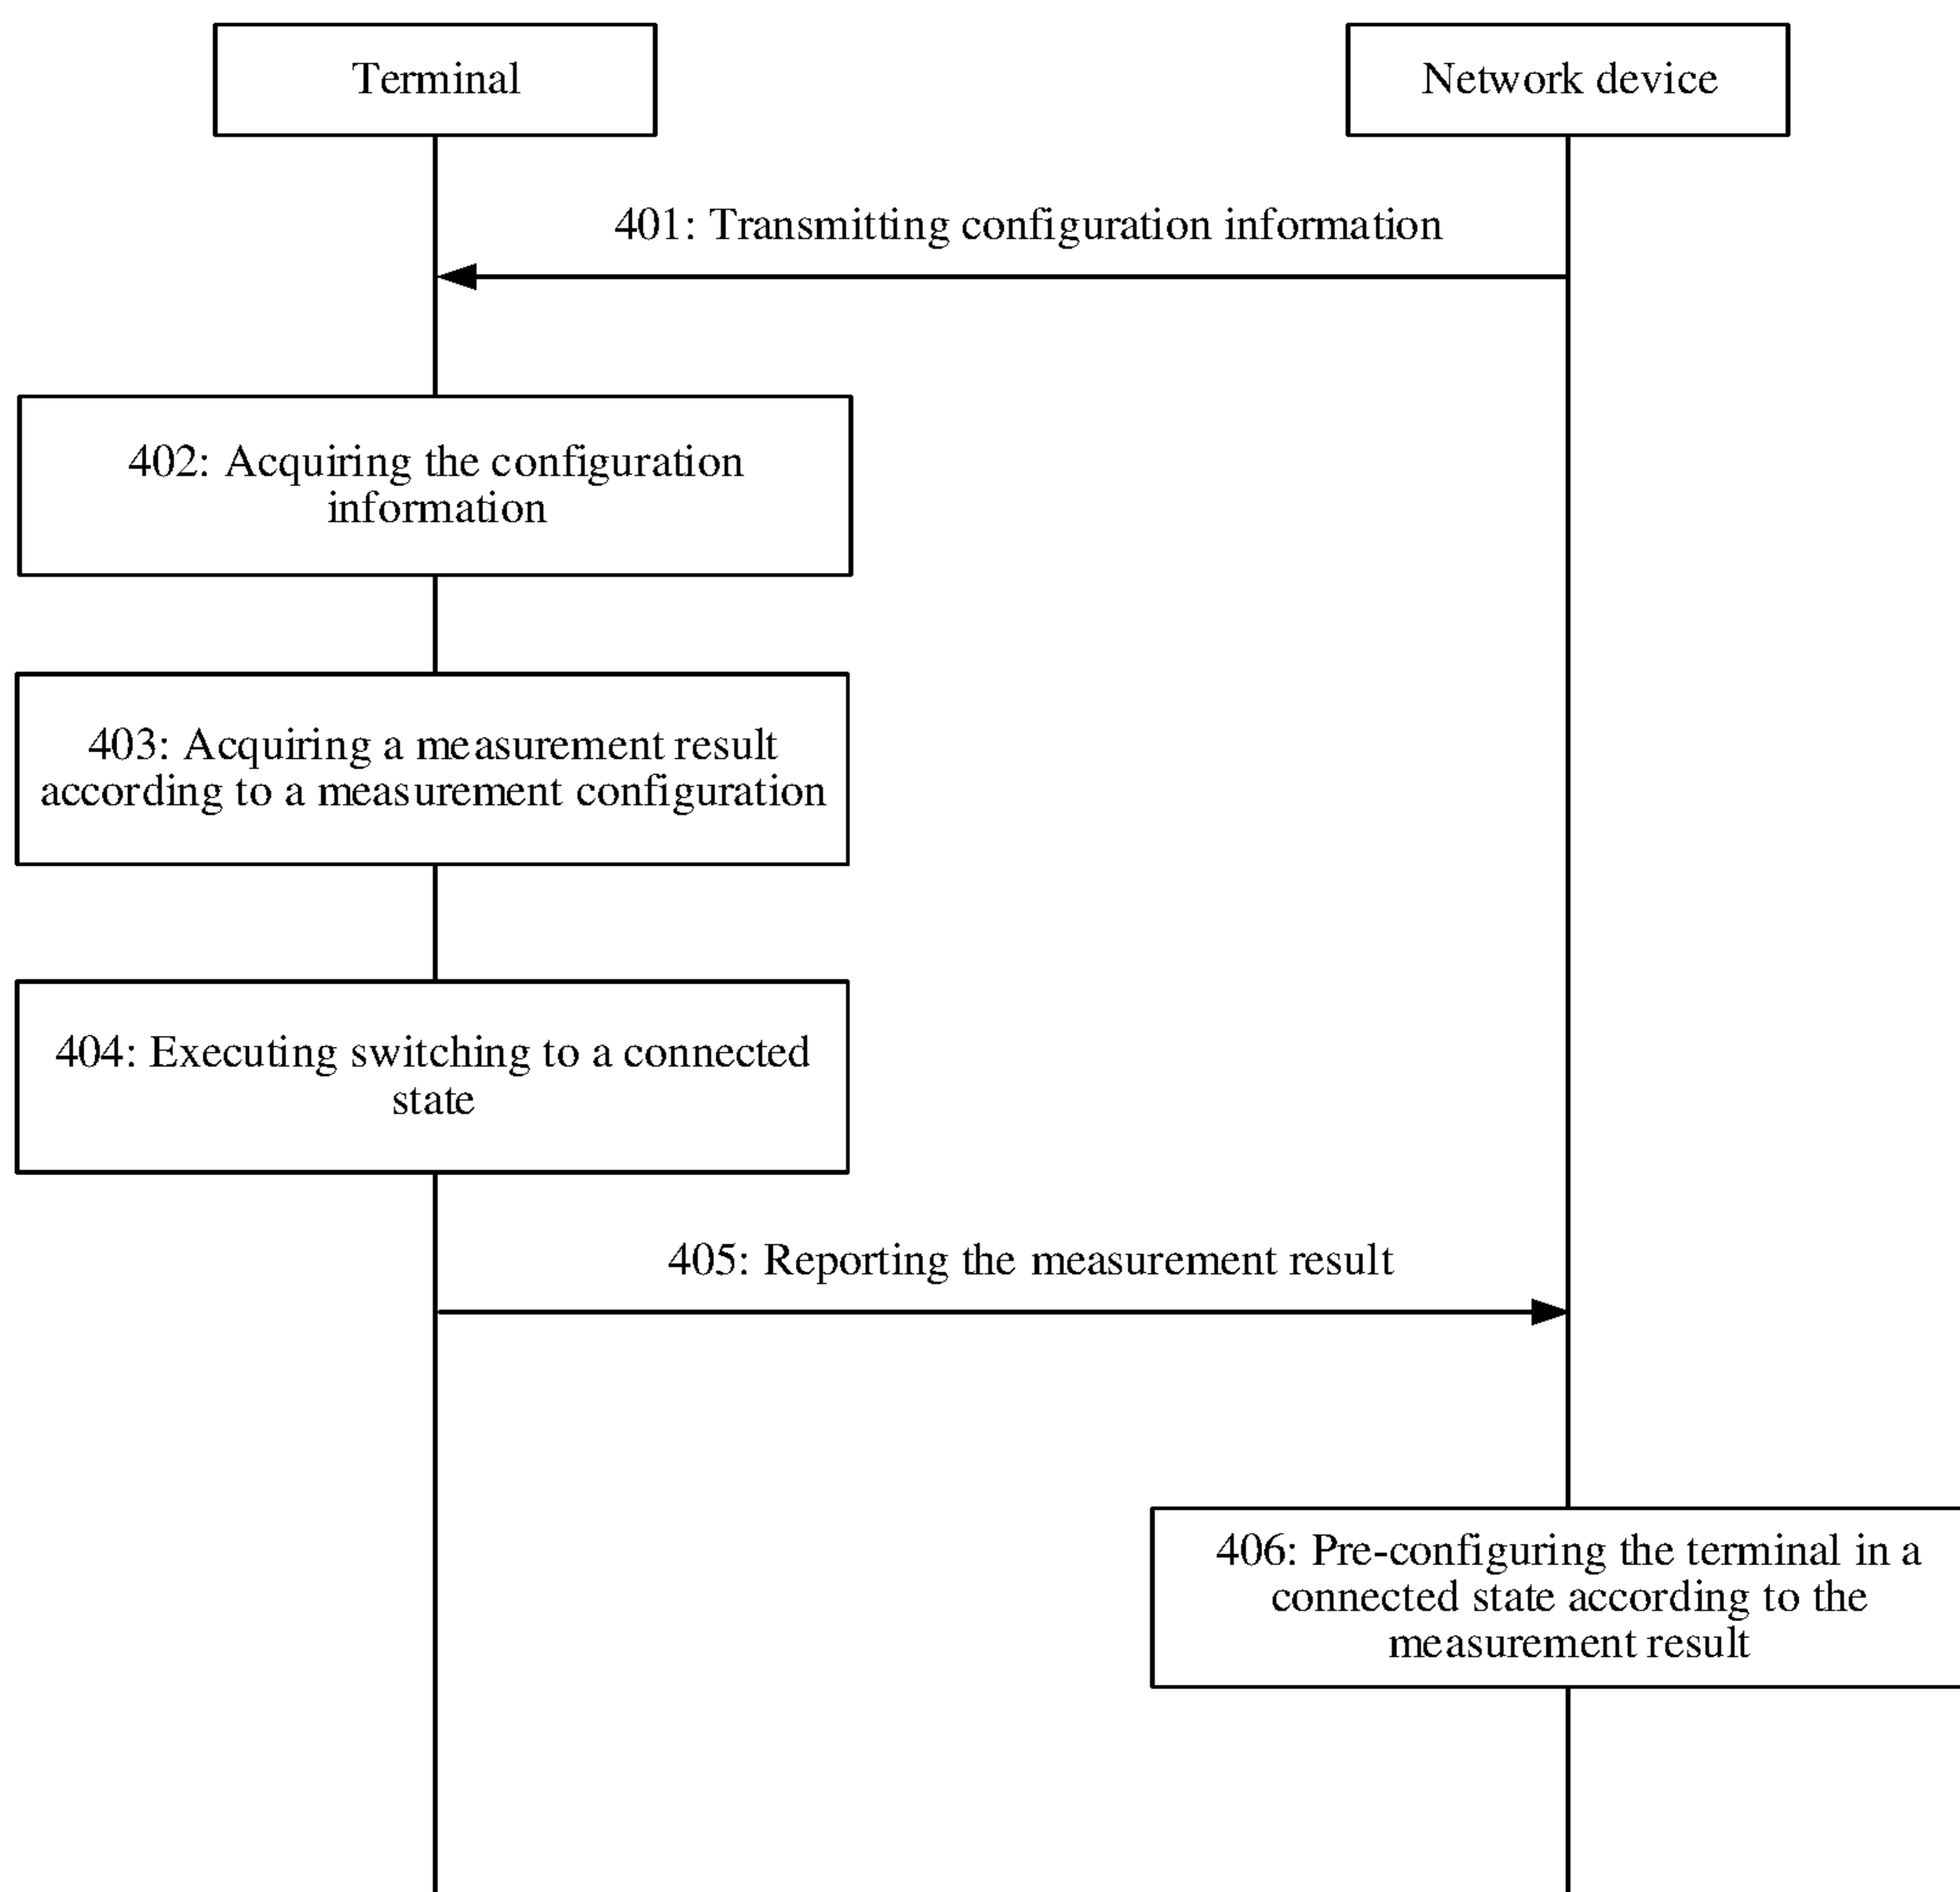 Terminal
Network device
401: Transmitting configuration information
402: Acquiring the configuration
information
403: Acquiring a measurement result
according to a measurement configuration
404: Executing switching to a connected
state
405: Reporting the measurement result
406: Pre-configuring the terminal in a
connected state according to the
measurement result